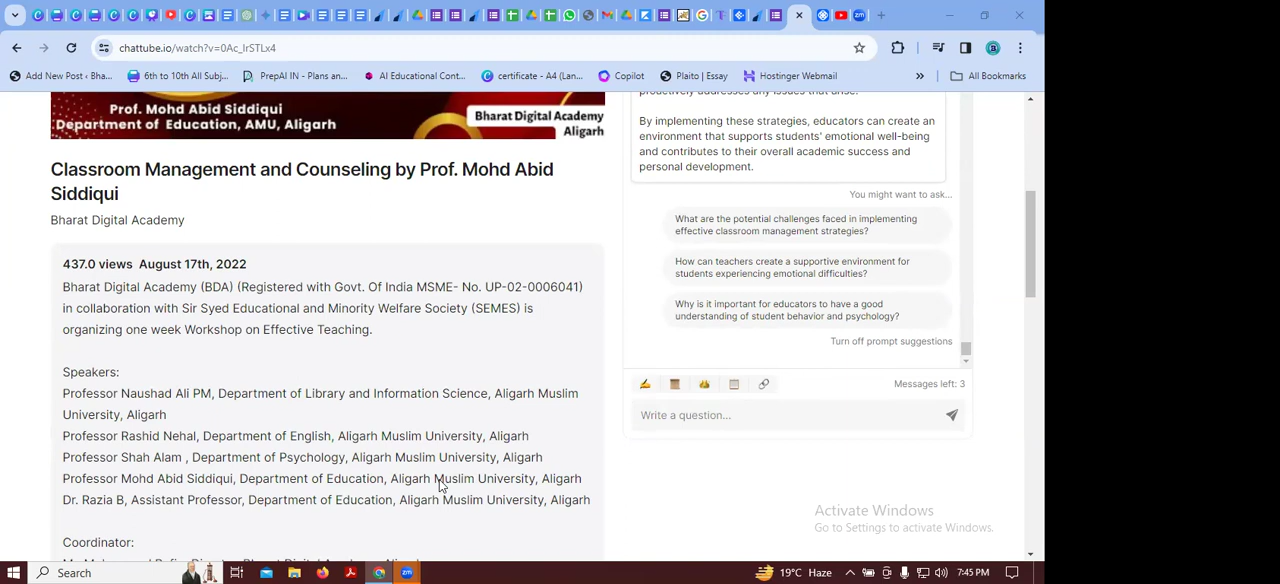 chattube.io/watch?v=0Ac_IrSTLx4
Add New Post ‹ Bha...
6th to 10th All Subj...
PrepAI IN - Plans an...
AI Educational Cont...
certificate - A4 (Lan...
Copilot
Plaito | Essay
Hostinger Webmail
»
All Bookmarks
Prof. Mohd Abid Siddiqui
Department of Education, AMU, Aligarh
Bharat Digital Academy
Aligarh
Classroom Management and Counseling by Prof. Mohd Abid
Siddiqui
Bharat Digital Academy
437.0 views August 17th, 2022
Bharat Digital Academy (BDA) (Registered with Govt. Of India MSME- No. UP-02-0006041)
in collaboration with Sir Syed Educational and Minority Welfare Society (SEMES) is
organizing one week Workshop on Effective Teaching.
Speakers:
Professor Naushad Ali PM, Department of Library and Information Science, Aligarh Muslim
University, Aligarh
Professor Rashid Nehal, Department of English, Aligarh Muslim University, Aligarh
Professor Shah Alam , Department of Psychology, Aligarh Muslim University, Aligarh
Professor Mohd Abid Siddiqui, Department of Education, Aligarh Muslim University, Aligarh
Dr. Razia B, Assistant Professor, Department of Education, Aligarh Muslim University, Aligarh
Coordinator:
proactively addresses any issues that arise.
By implementing these strategies, educators can create an
environment that supports students' emotional well-being
and contributes to their overall academic success and
personal development.
You might want to ask...
What are the potential challenges faced in implementing
effective classroom management strategies?
How can teachers create a supportive environment for
students experiencing emotional difficulties?
Why is it important for educators to have a good
understanding of student behavior and psychology?
Turn off prompt suggestions
Messages left: 3
Write a question...
Activate Windows
Go to Settings to activate Windows.
Search
19°C Haze
7:45 PM